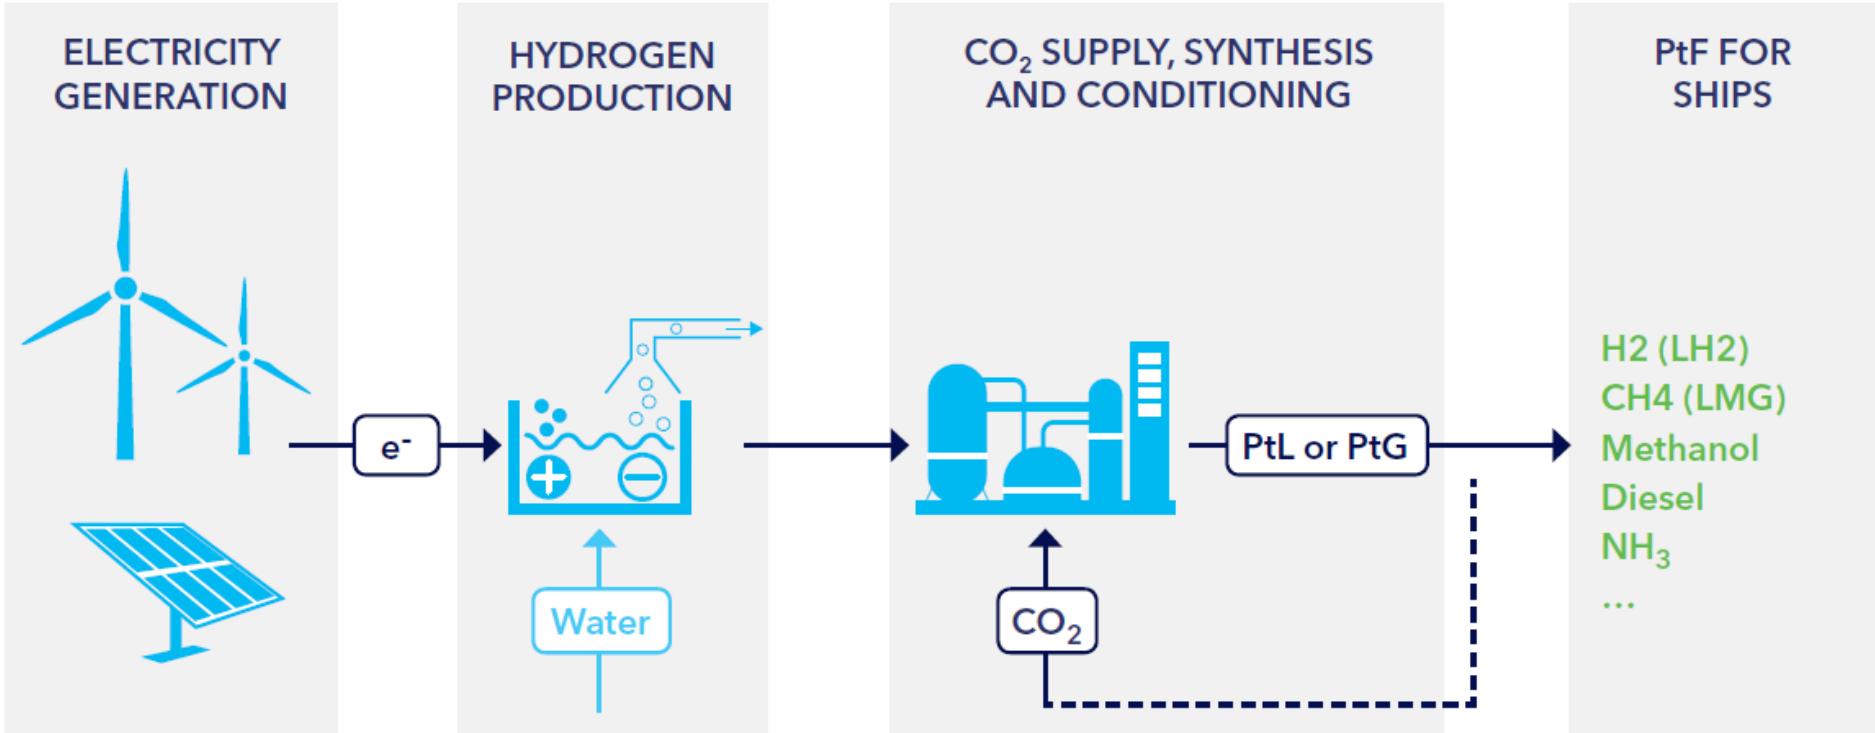 ELECTRICITY
GENERATION
HYDROGEN
PRODUCTION
CO₂ SUPPLY, SYNTHESIS
AND CONDITIONING
PtF FOR
SHIPS
e⁻
Water
CO₂
PtL or PtG
H2 (LH2)
CH4 (LMG)
Methanol
Diesel
NH₃
...